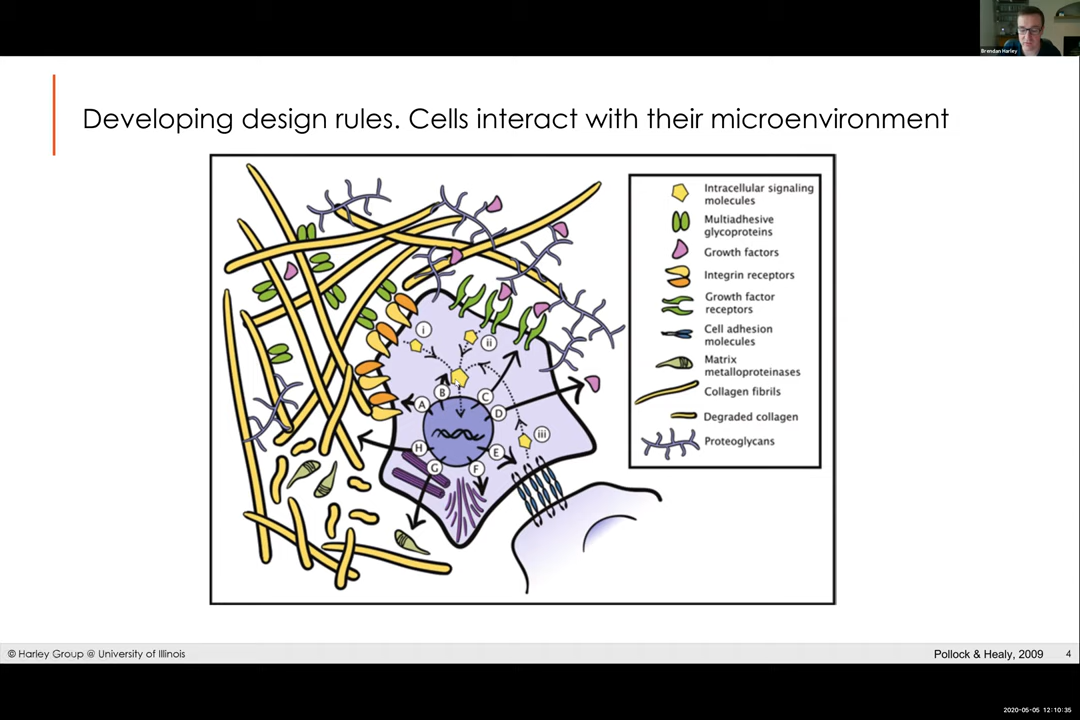 Brendan Harley
Developing design rules. Cells interact with their microenvironment
Intracellular signaling
molecules
Multiadhesive
glycoproteins
Growth factors
Integrin receptors
Growth factor
receptors
Cell adhesion
molecules
Matrix
metalloproteinases
Collagen fibrils
Degraded collagen
Proteoglycans
i
ii
B
A
C
D
iii
H
E
G
F
© Harley Group @ University of Illinois
Pollock & Healy, 2009
4
2020-05-05 12:10:35